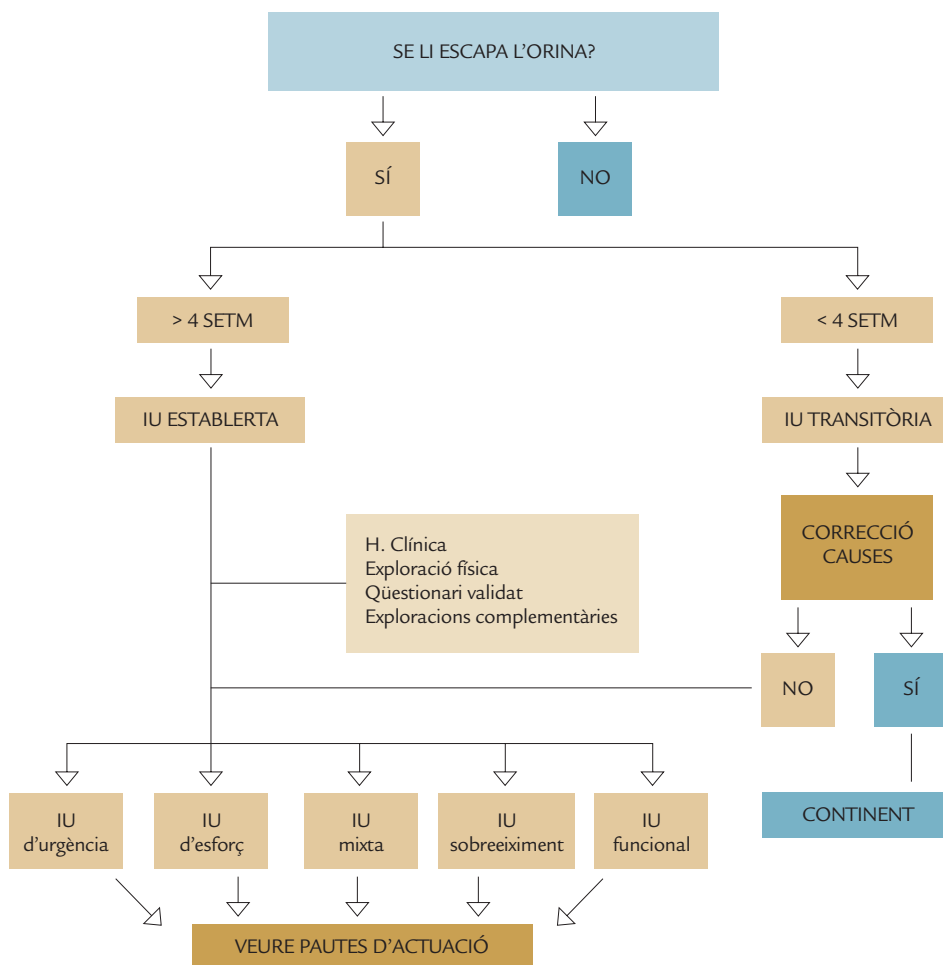 SE LI ESCAPA L’ORINA?
SÍ
NO
> 4 SETM
< 4 SETM
IU ESTABLERTA
IU TRANSITÒRIA
H. Clínica
Exploració física
Qüestionari validat
Exploracions complementàries
CORRECCIÓ
CAUSES
NO
SÍ
IU
d’urgència
IU
d’esforç
IU
mixta
IU
sobreeiximent
IU
funcional
CONTINENT
VEURE PAUTES D’ACTUACIÓ